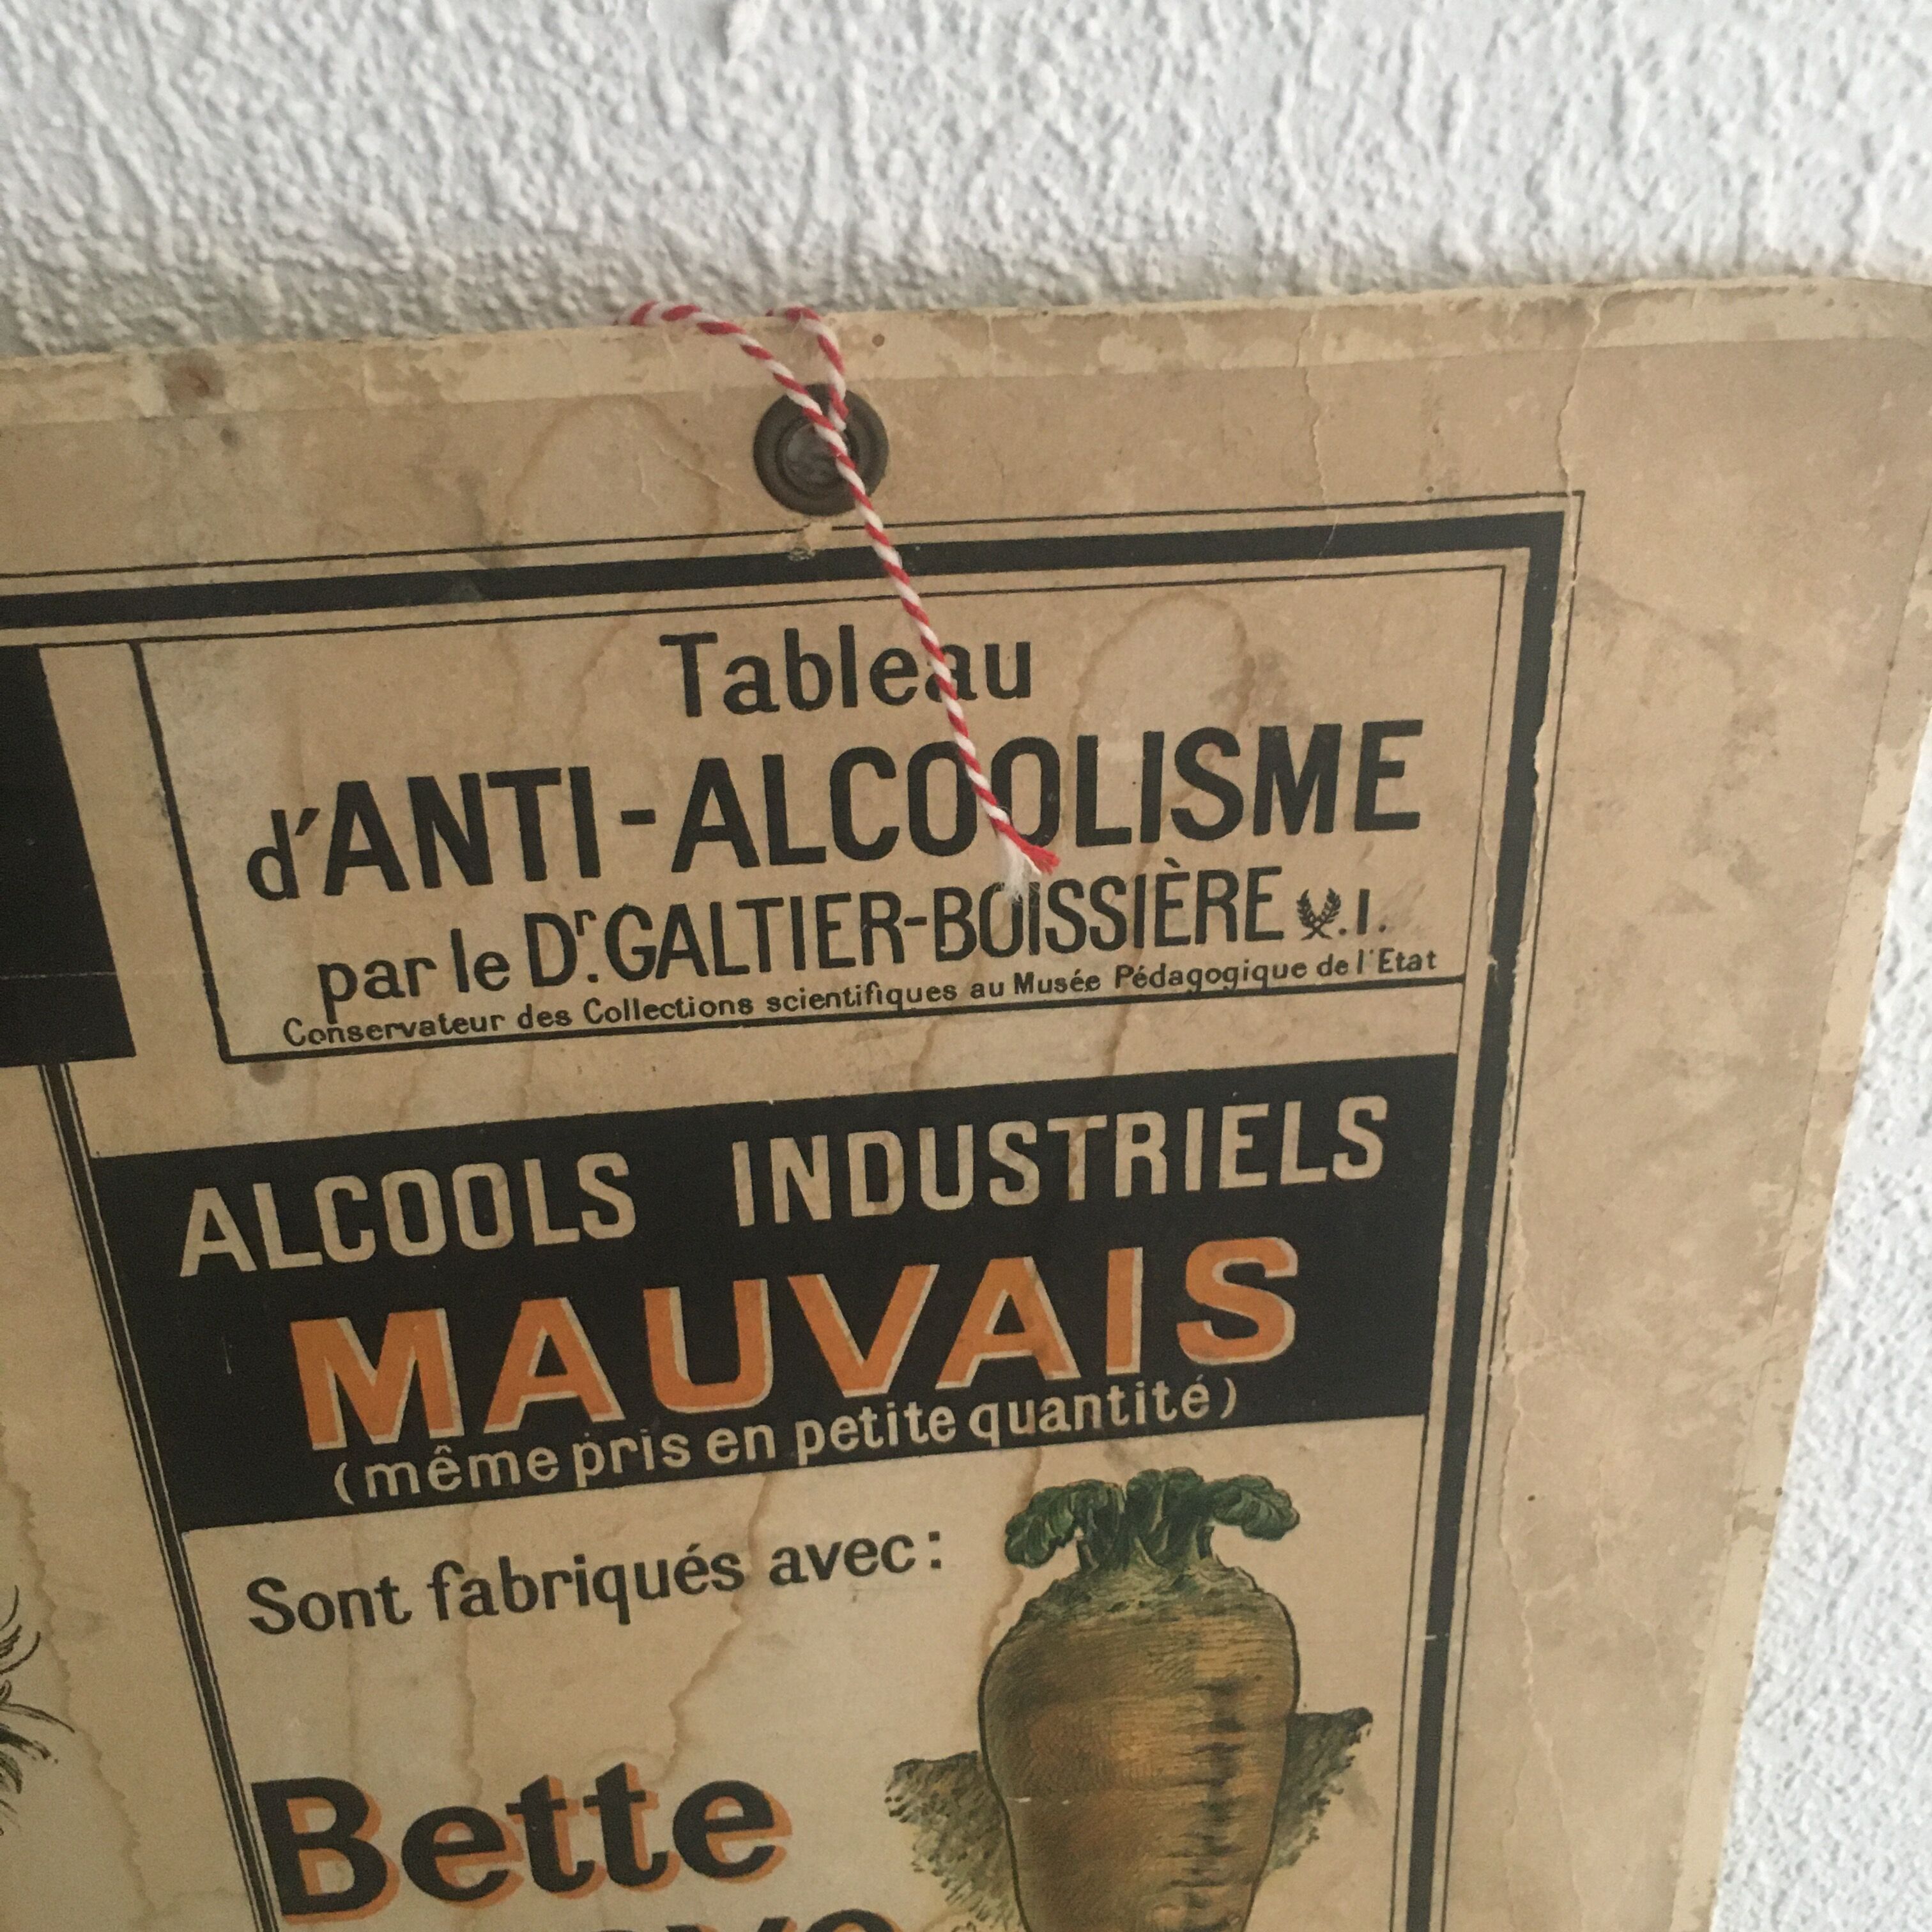 Tableau
d'ANTI-ALCOOLISME
par le Dr. GALTIER-BOISSIÈRE .I.
Conservateur des Collections scientifiques au Musée Pédagogique de l'Etat
ALCOOLS INDUSTRIELS
MAUVAIS
(même pris en petite quantité)
Sont fabriqués avec:
Bette